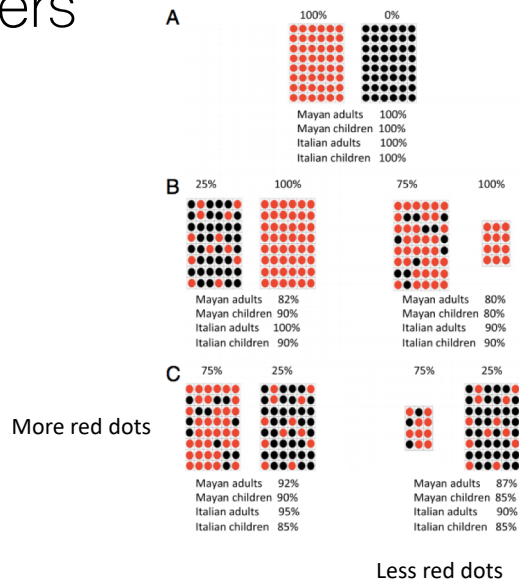 ers
A
100% 0%
Mayan adults 100%
Mayan children 100%
Italian adults 100%
Italian children 100%
B
25% 100%
Mayan adults 82%
Mayan children 90%
Italian adults 100%
Italian children 90%
75% 100%
Mayan adults 80%
Mayan children 80%
Italian adults 90%
Italian children 90%
C
75% 25%
More red dots
Mayan adults 92%
Mayan children 90%
Italian adults 95%
Italian children 85%
75% 25%
Mayan adults 87%
Mayan children 85%
Italian adults 90%
Italian children 85%
Less red dots